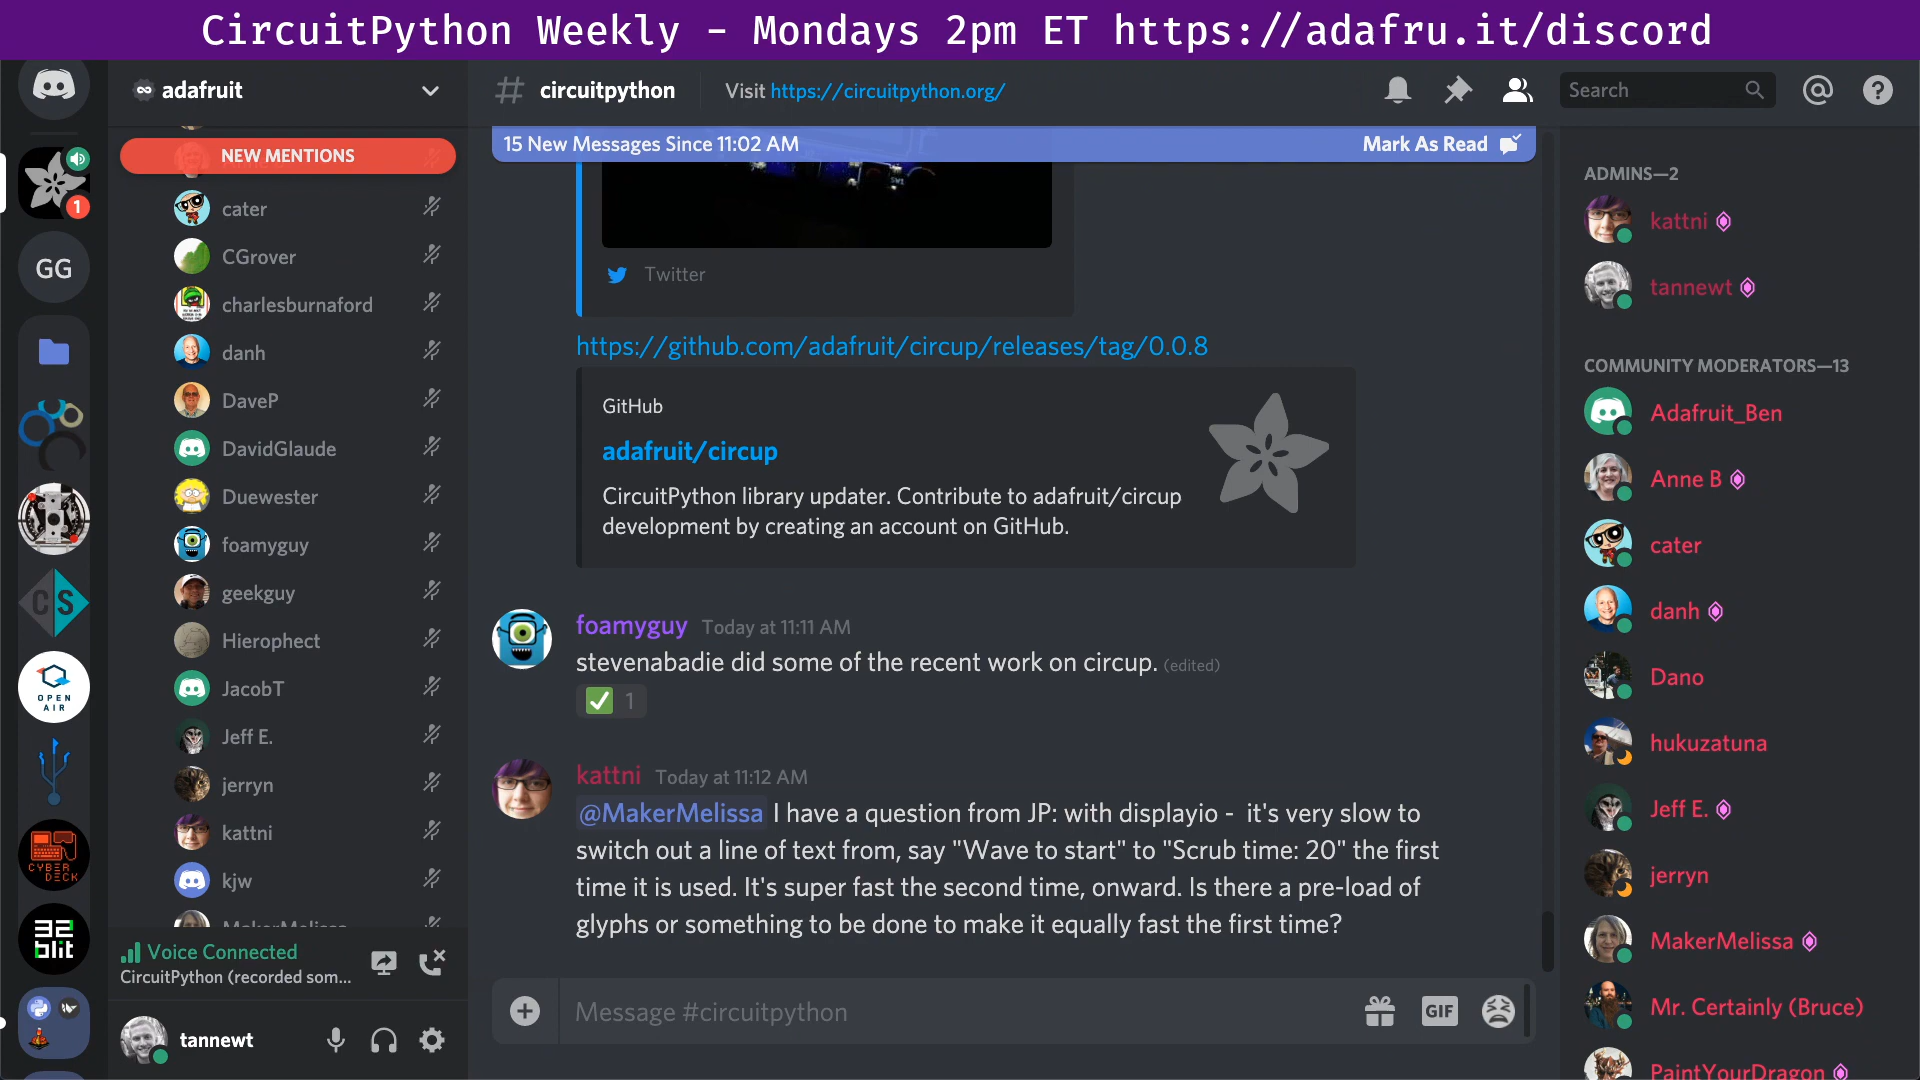 CircuitPython Weekly - Mondays 2pm ET https://adafru.it/discord
adafruit
circuitpython
Visit https://circuitpython.org/
Search
NEW MENTIONS
1
GG
OPEN
AIR
CYBER
DECK
32
blit
CS
cater
CGrover
charlesburnaford
danh
DaveP
DavidGlaude
Duewester
foamyguy
geekguy
Hierophect
JacobT
Jeff E.
jerryn
kattni
kjw
MakerMelissa
Voice Connected
CircuitPython (recorded som...
tannewt
15 New Messages Since 11:02 AM
Mark As Read
Twitter
https://github.com/adafruit/circup/releases/tag/0.0.8
GitHub
adafruit/circup
CircuitPython library updater. Contribute to adafruit/circup
development by creating an account on GitHub.
foamyguy Today at 11:11 AM
stevenabadie did some of the recent work on circup. (edited)
1
kattni Today at 11:12 AM
@MakerMelissa I have a question from JP: with displayio - it's very slow to
switch out a line of text from, say "Wave to start" to "Scrub time: 20" the first
time it is used. It's super fast the second time, onward. Is there a pre-load of
glyphs or something to be done to make it equally fast the first time?
Message #circuitpython
GIF
ADMINS—2
kattni
tannewt
COMMUNITY MODERATORS—13
Adafruit_Ben
Anne B
cater
danh
Dano
hukuzatuna
Jeff E.
jerryn
MakerMelissa
Mr. Certainly (Bruce)
PaintYourDragon